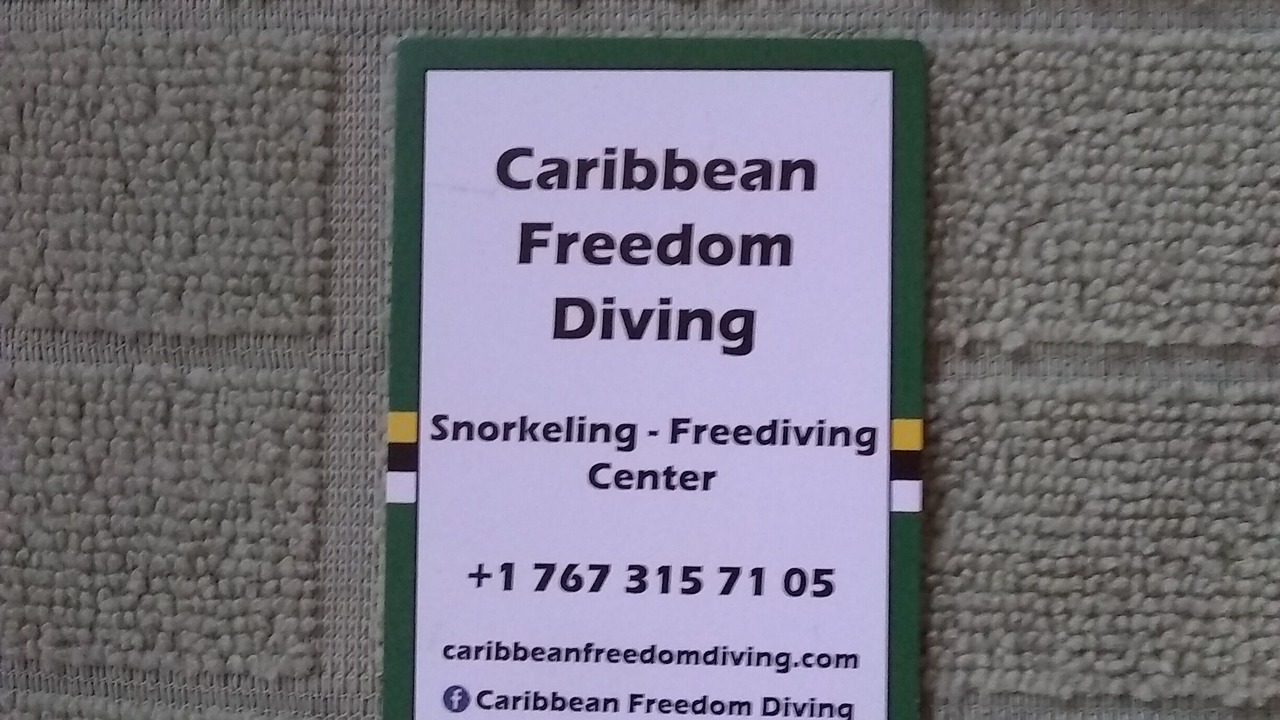 Caribbean
Freedom
Diving
Snorkeling - Freediving
Center
+1 767 315 71 05
caribbeanfreedomdiving.com
Caribbean Freedom Diving